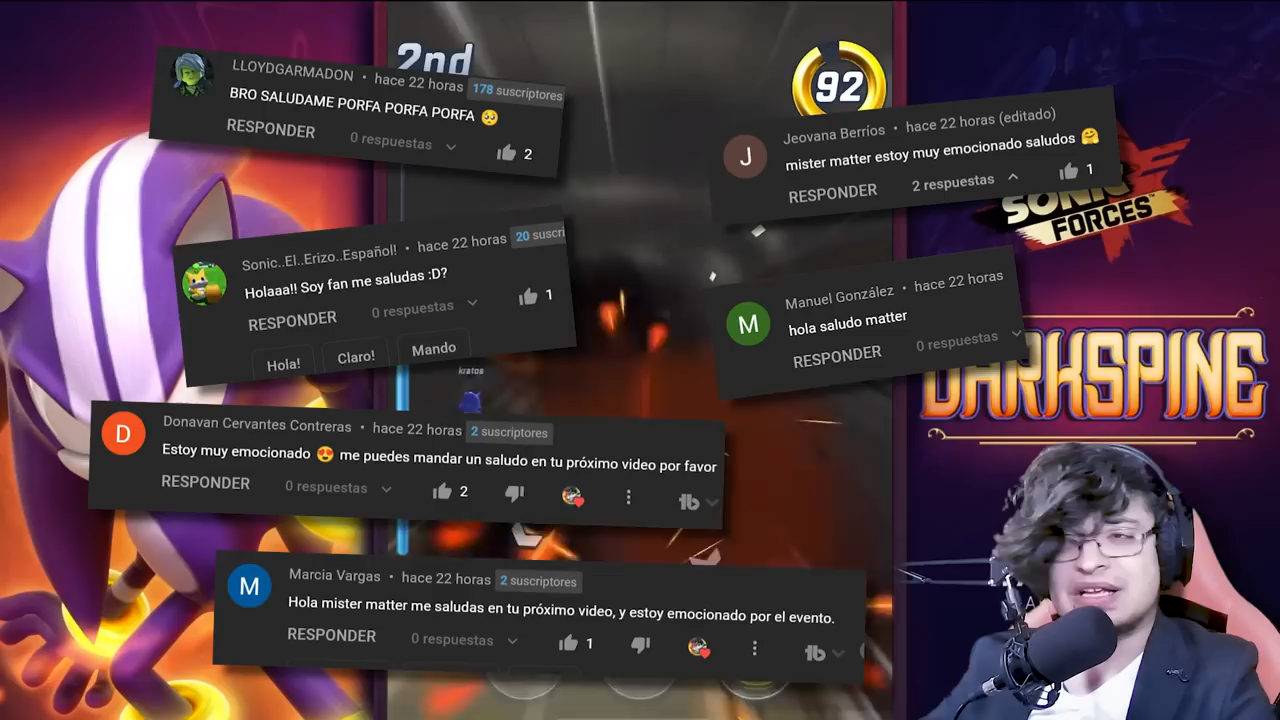 2nd
92
LLOYDGARMADON • hace 22 horas 178 suscriptores
BRO SALUDAME PORFA PORFA PORFA 🥺
RESPONDER 0 respuestas 2
Jeovana Berríos • hace 22 horas (editado)
mister matter estoy muy emocionado saludos 🤗
RESPONDER 2 respuestas 1
SONIC
FORCES™
Sonic..El..Erizo..Español! • hace 22 horas 20 suscri
Holaaa!! Soy fan me saludas :D?
RESPONDER 0 respuestas 1
Hola! Claro! Mando
M
Manuel González • hace 22 horas
hola saludo matter
RESPONDER 0 respuestas
J
kratos
DARKSPINE
D
Donavan Cervantes Contreras • hace 22 horas 2 suscriptores
Estoy muy emocionado 😍 me puedes mandar un saludo en tu próximo video por favor
RESPONDER 0 respuestas 2 tb
M
Marcia Vargas • hace 22 horas 2 suscriptores
Hola mister matter me saludas en tu próximo video, y estoy emocionado por el evento.
RESPONDER 0 respuestas 1 tb